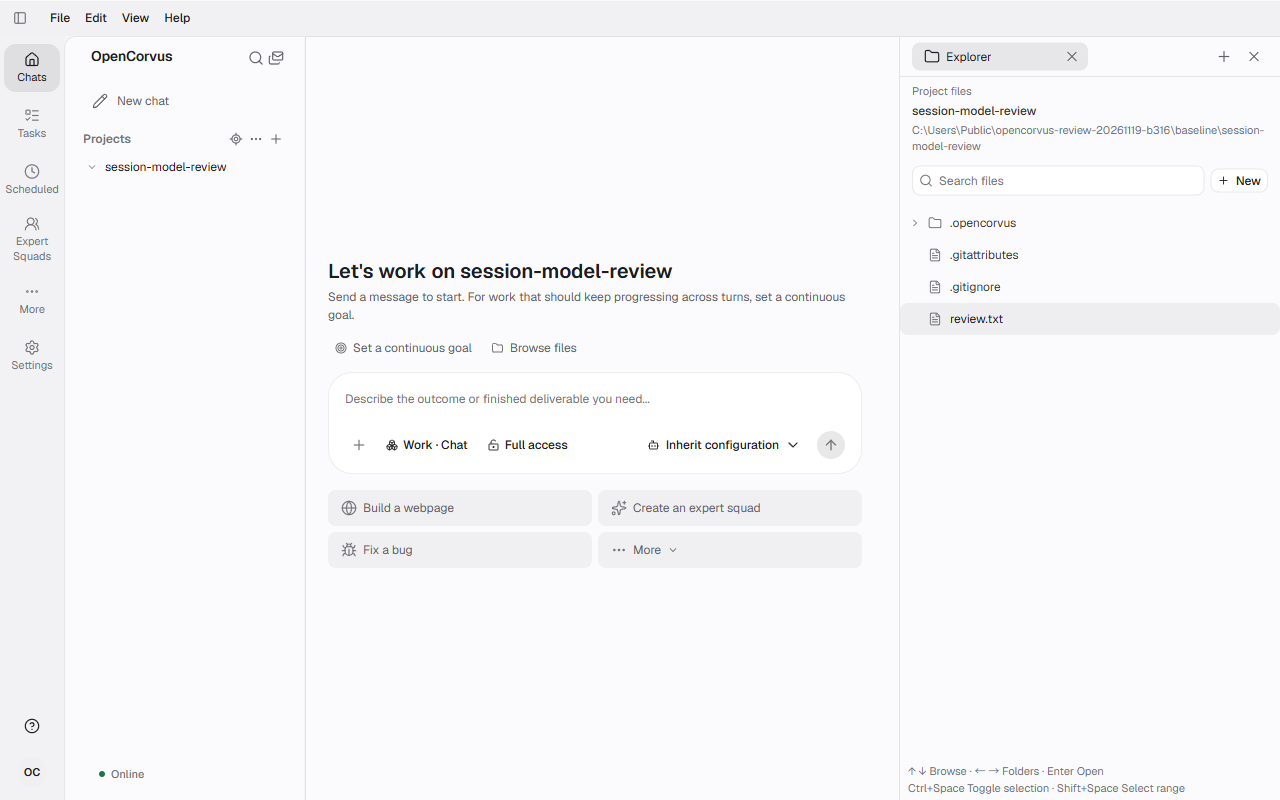 File Edit View Help
Chats
Tasks
Scheduled
Expert
Squads
More
Settings
OC
OpenCorvus
New chat
Projects
session-model-review
Online
Let's work on session-model-review
Send a message to start. For work that should keep progressing across turns, set a continuous
goal.
Set a continuous goal Browse files
Describe the outcome or finished deliverable you need...
Work · Chat Full access Inherit configuration
Build a webpage Create an expert squad
Fix a bug More
Explorer
Project files
session-model-review
C:\Users\Public\opencorvus-review-20261119-b316\baseline\session-
model-review
Search files New
.opencorvus
.gitattributes
.gitignore
review.txt
↑↓ Browse · ← → Folders · Enter Open
Ctrl+Space Toggle selection · Shift+Space Select range